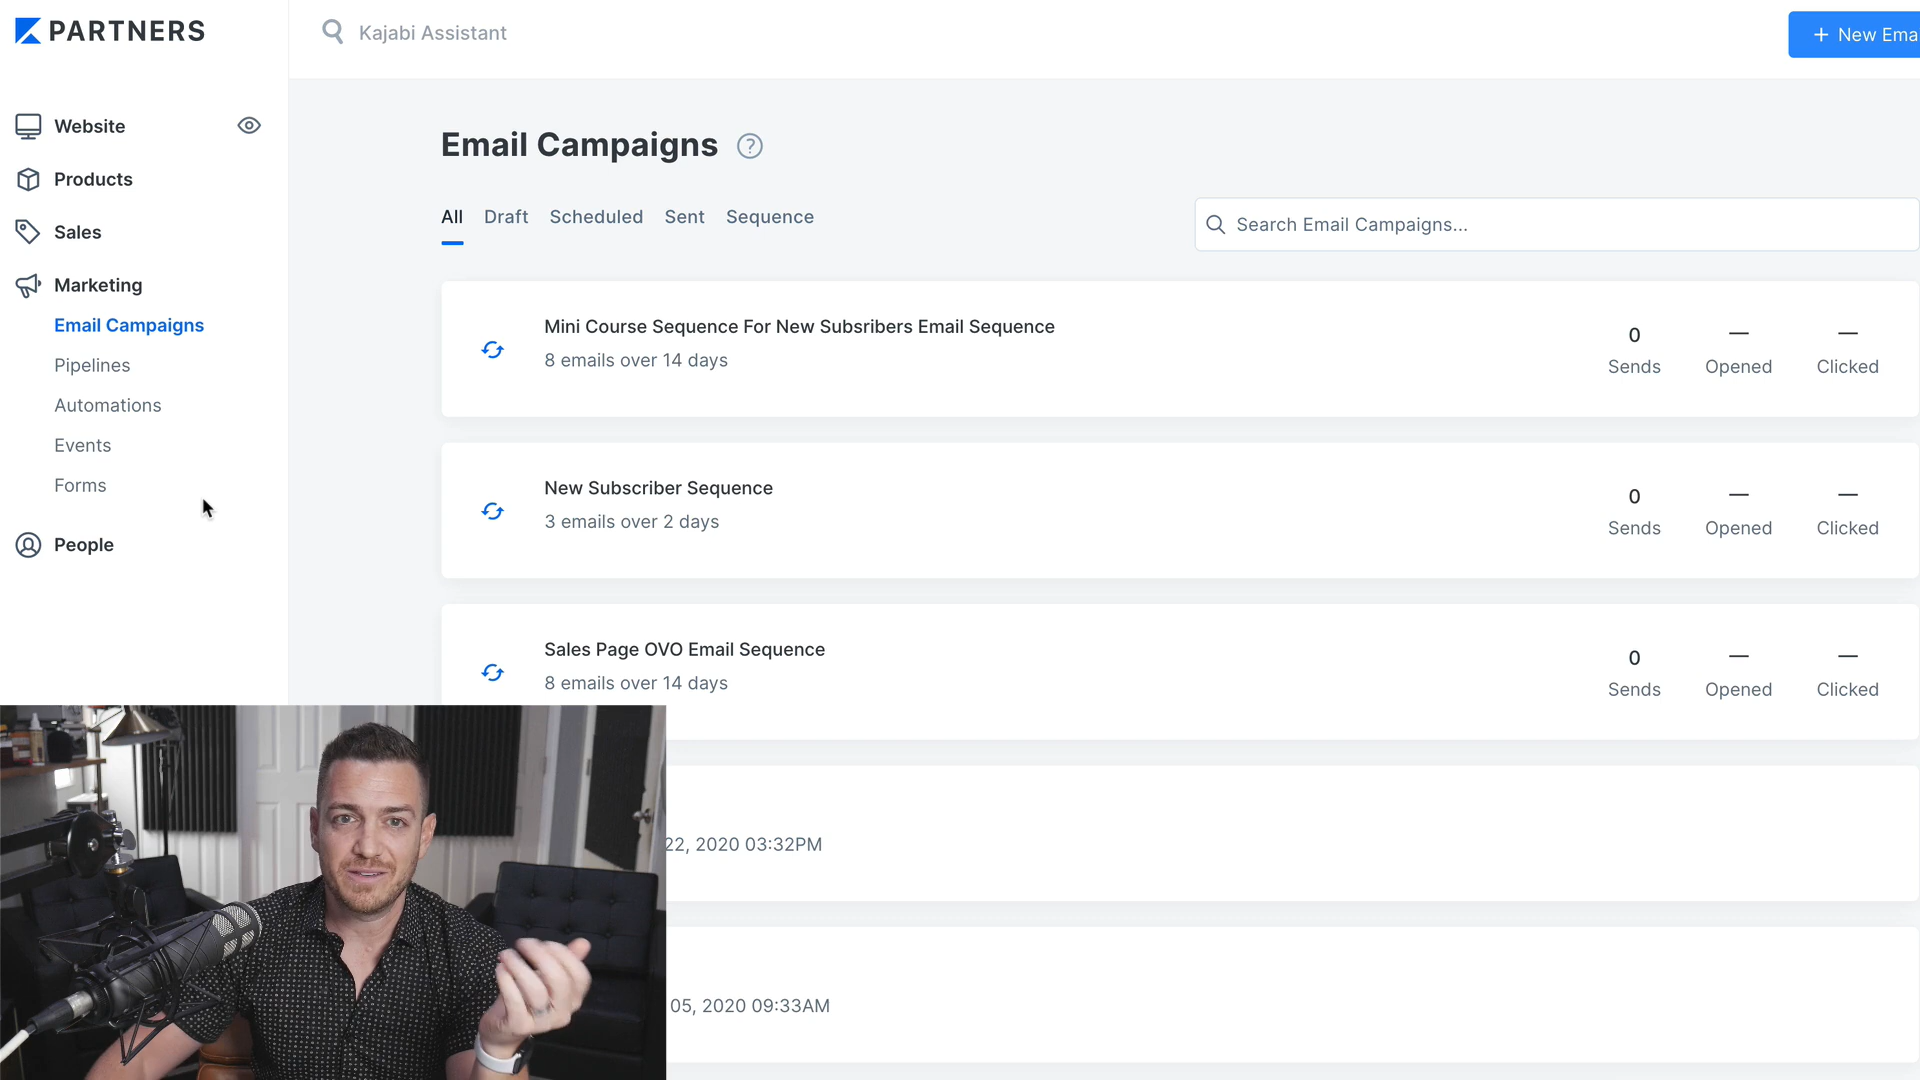 PARTNERS
Kajabi Assistant
+ New Ema
Website
Products
Sales
Marketing
Email Campaigns
Pipelines
Automations
Events
Forms
People
Email Campaigns ?
All Draft Scheduled Sent Sequence
Search Email Campaigns...
Mini Course Sequence For New Subsribers Email Sequence
8 emails over 14 days
0 — —
Sends Opened Clicked
New Subscriber Sequence
3 emails over 2 days
0 — —
Sends Opened Clicked
Sales Page OVO Email Sequence
8 emails over 14 days
0 — —
Sends Opened Clicked
22, 2020 03:32PM
05, 2020 09:33AM